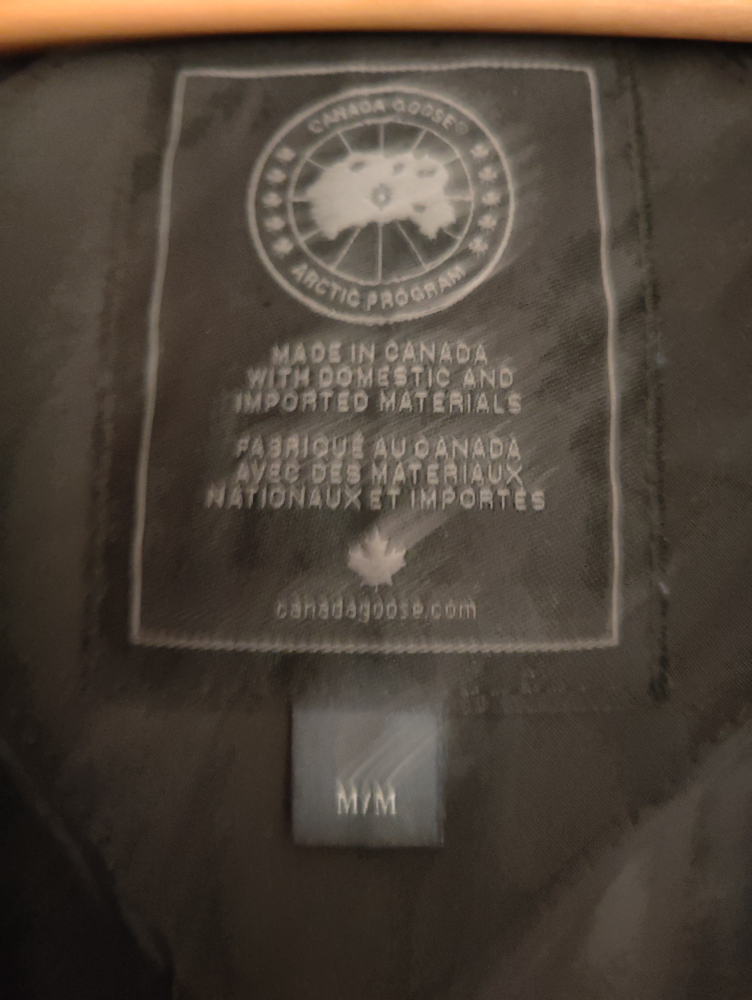 CANADA GOOSE®
ARCTIC PROGRAM
MADE IN CANADA
WITH DOMESTIC AND
IMPORTED MATERIALS
FABRIQUÉ AU CANADA
AVEC DES MATERIAUX
NATIONAUX ET IMPORTÉS
canadagoose.com
M/M